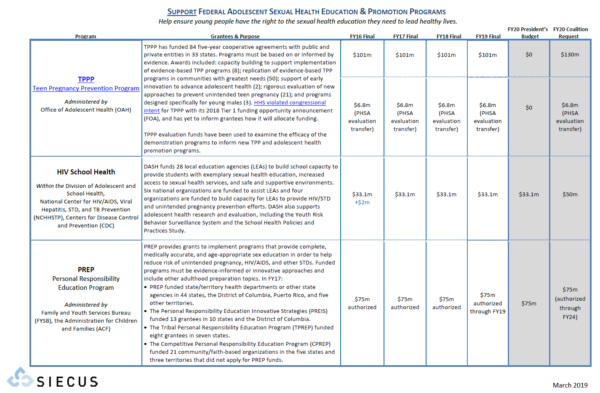 SUPPORT FEDERAL ADOLESCENT SEXUAL HEALTH EDUCATION & PROMOTION PROGRAMS
Help ensure young people have the right to the sexual health education they need to lead healthy lives.
Program
Grantees & Purpose
FY16 Final
FY17 Final
FY18 Final
FY19 Final
FY20 President's
Budget
FY20 Coalition
Request
TPPP
Teen Pregnancy Prevention Program
Administered by
Office of Adolescent Health (OAH)
TPPP has funded 84 five-year cooperative agreements with public and
private entities in 33 states. Programs must be based on or informed by
evidence. Awards included: capacity building to support implementation
of evidence-based TPP programs (8); replication of evidence-based TPP
programs in communities with greatest needs (50); support of early
innovation to advance adolescent health (2); rigorous evaluation of new
approaches to prevent unintended teen pregnancy (21); and programs
designed specifically for young males (3). HHS violated congressional
intent for TPPP with its 2018 Tier 1 funding opportunity announcement
(FOA), and has yet to inform grantees how it will allocate funding.
TPPP evaluation funds have been used to examine the efficacy of the
demonstration programs to inform new TPP and adolescent health
promotion programs.
$101m
$101m
$101m
$101m
$0
$130m
$6.8m
(PHSA
evaluation
transfer)
$6.8m
(PHSA
evaluation
transfer)
$6.8m
(PHSA
evaluation
transfer)
$6.8m
(PHSA
evaluation
transfer)
$0
$6.8m
(PHSA
evaluation
transfer)
HIV School Health
Within the Division of Adolescent and
School Health,
National Center for HIV/AIDS, Viral
Hepatitis, STD, and TB Prevention
(NCHHSTP), Centers for Disease Control
and Prevention (CDC)
DASH funds 28 local education agencies (LEAs) to build school capacity to
provide students with exemplary sexual health education, increased
access to sexual health services, and safe and supportive environments.
Six national organizations are funded to assist LEAs and four
organizations are funded to build capacity for LEAs to provide HIV/STD
and unintended pregnancy prevention efforts. DASH also supports
adolescent health research and evaluation, including the Youth Risk
Behavior Surveillance System and the School Health Policies and
Practices Study.
$33.1m
+$2m
$33.1m
$33.1m
$33.1m
$33.1m
$50m
PREP
Personal Responsibility
Education Program
Administered by
Family and Youth Services Bureau
(FYSB), the Administration for Children
and Families (ACF)
PREP provides grants to implement programs that provide complete,
medically accurate, and age-appropriate sex education in order to help
reduce risk of unintended pregnancy, HIV/AIDS, and other STDs. Funded
programs must be evidence-informed or innovative approaches and
include other adulthood preparation topics. In FY17:
• PREP funded state/territory health departments or other state
agencies in 44 states, the District of Columbia, Puerto Rico, and five
other territories.
• The Personal Responsibility Education Innovative Strategies (PREIS)
funded 13 grantees in 10 states and the District of Columbia.
• The Tribal Personal Responsibility Education Program (TPREP) funded
eight grantees in seven states.
• The Competitive Personal Responsibility Education Program (CPREP)
funded 21 community/faith-based organizations in the five states and
three territories that did not apply for PREP funds.
$75m
authorized
$75m
authorized
$75m
authorized
$75m
authorized
through FY19
$75m
$75m
(authorized
through
FY24)
SIECUS
March 2019